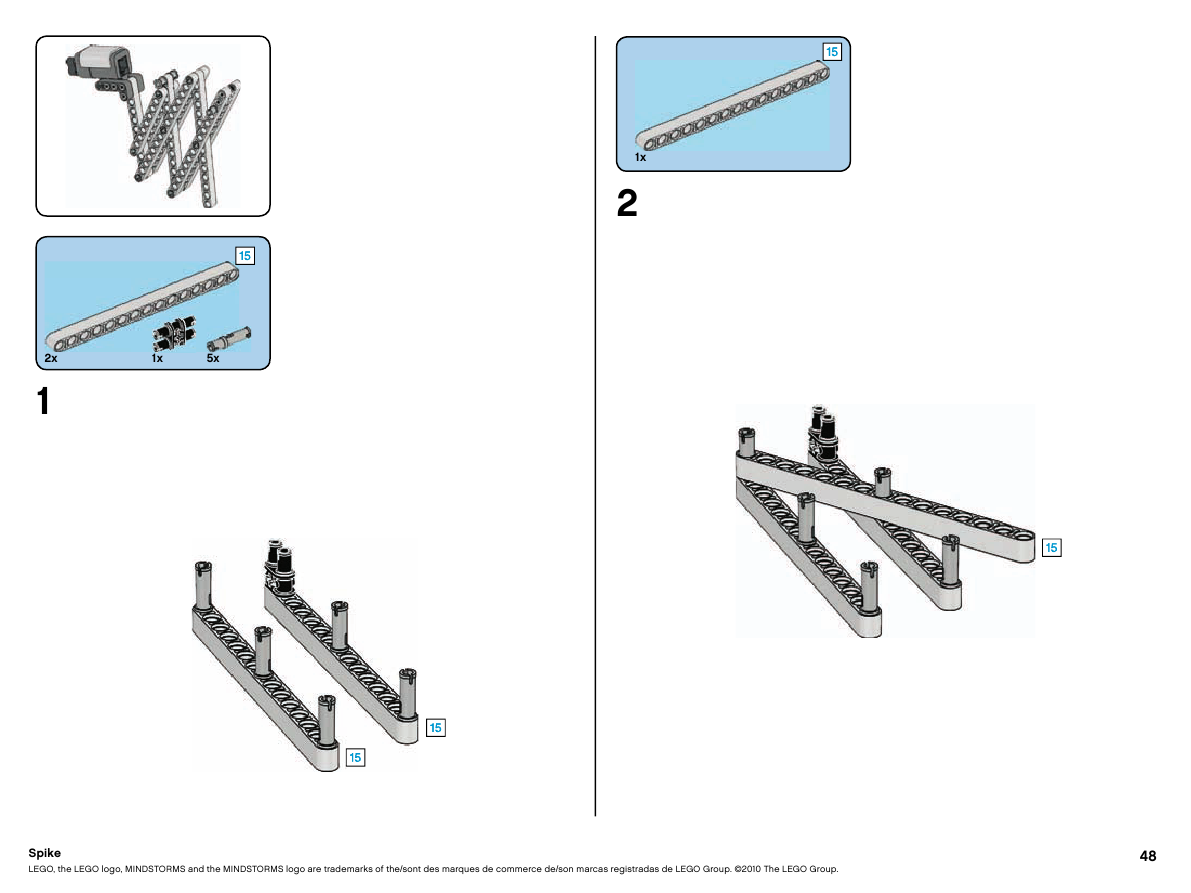 15
2x
1x
5x
1
15
15
15
1x
2
15
Spike
LEGO, the LEGO logo, MINDSTORMS and the MINDSTORMS logo are trademarks of the/sont des marques de commerce de/son marcas registradas de LEGO Group. ©2010 The LEGO Group.
48